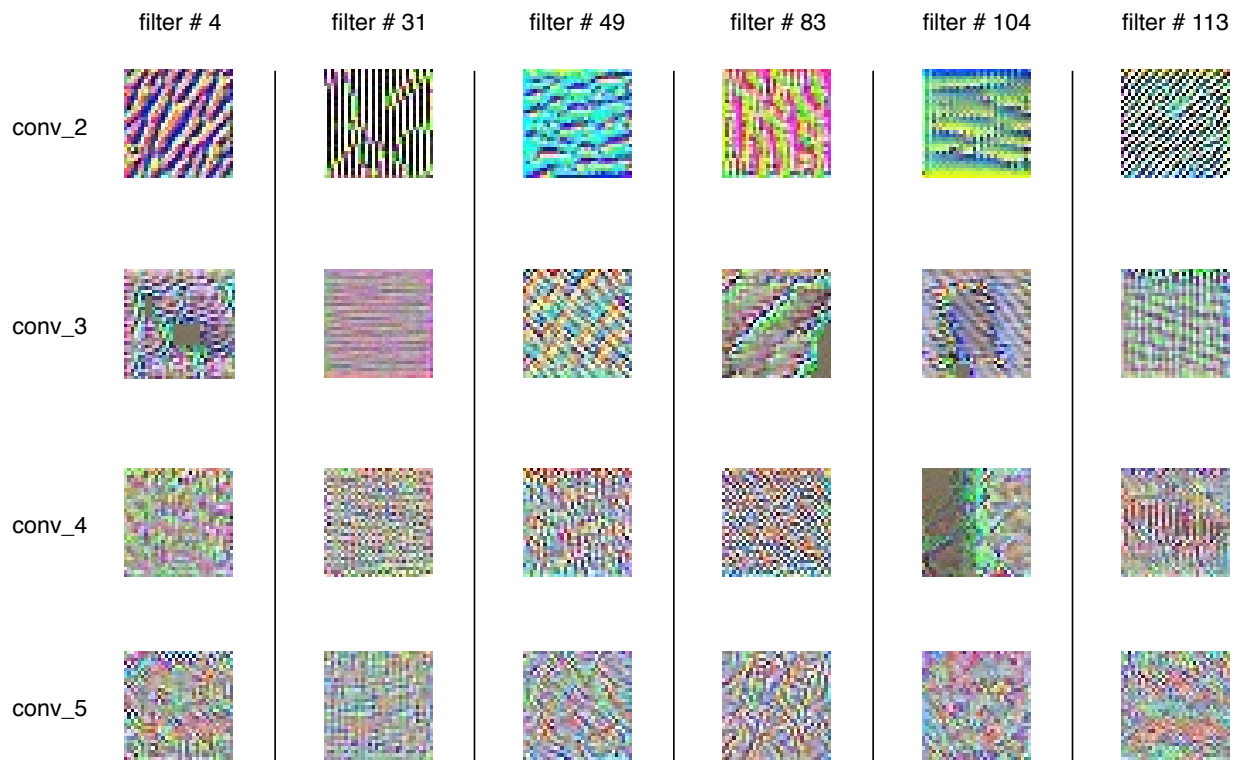 filter # 4 filter # 31 filter # 49 filter # 83 filter # 104 filter # 113
conv_2
conv_3
conv_4
conv_5